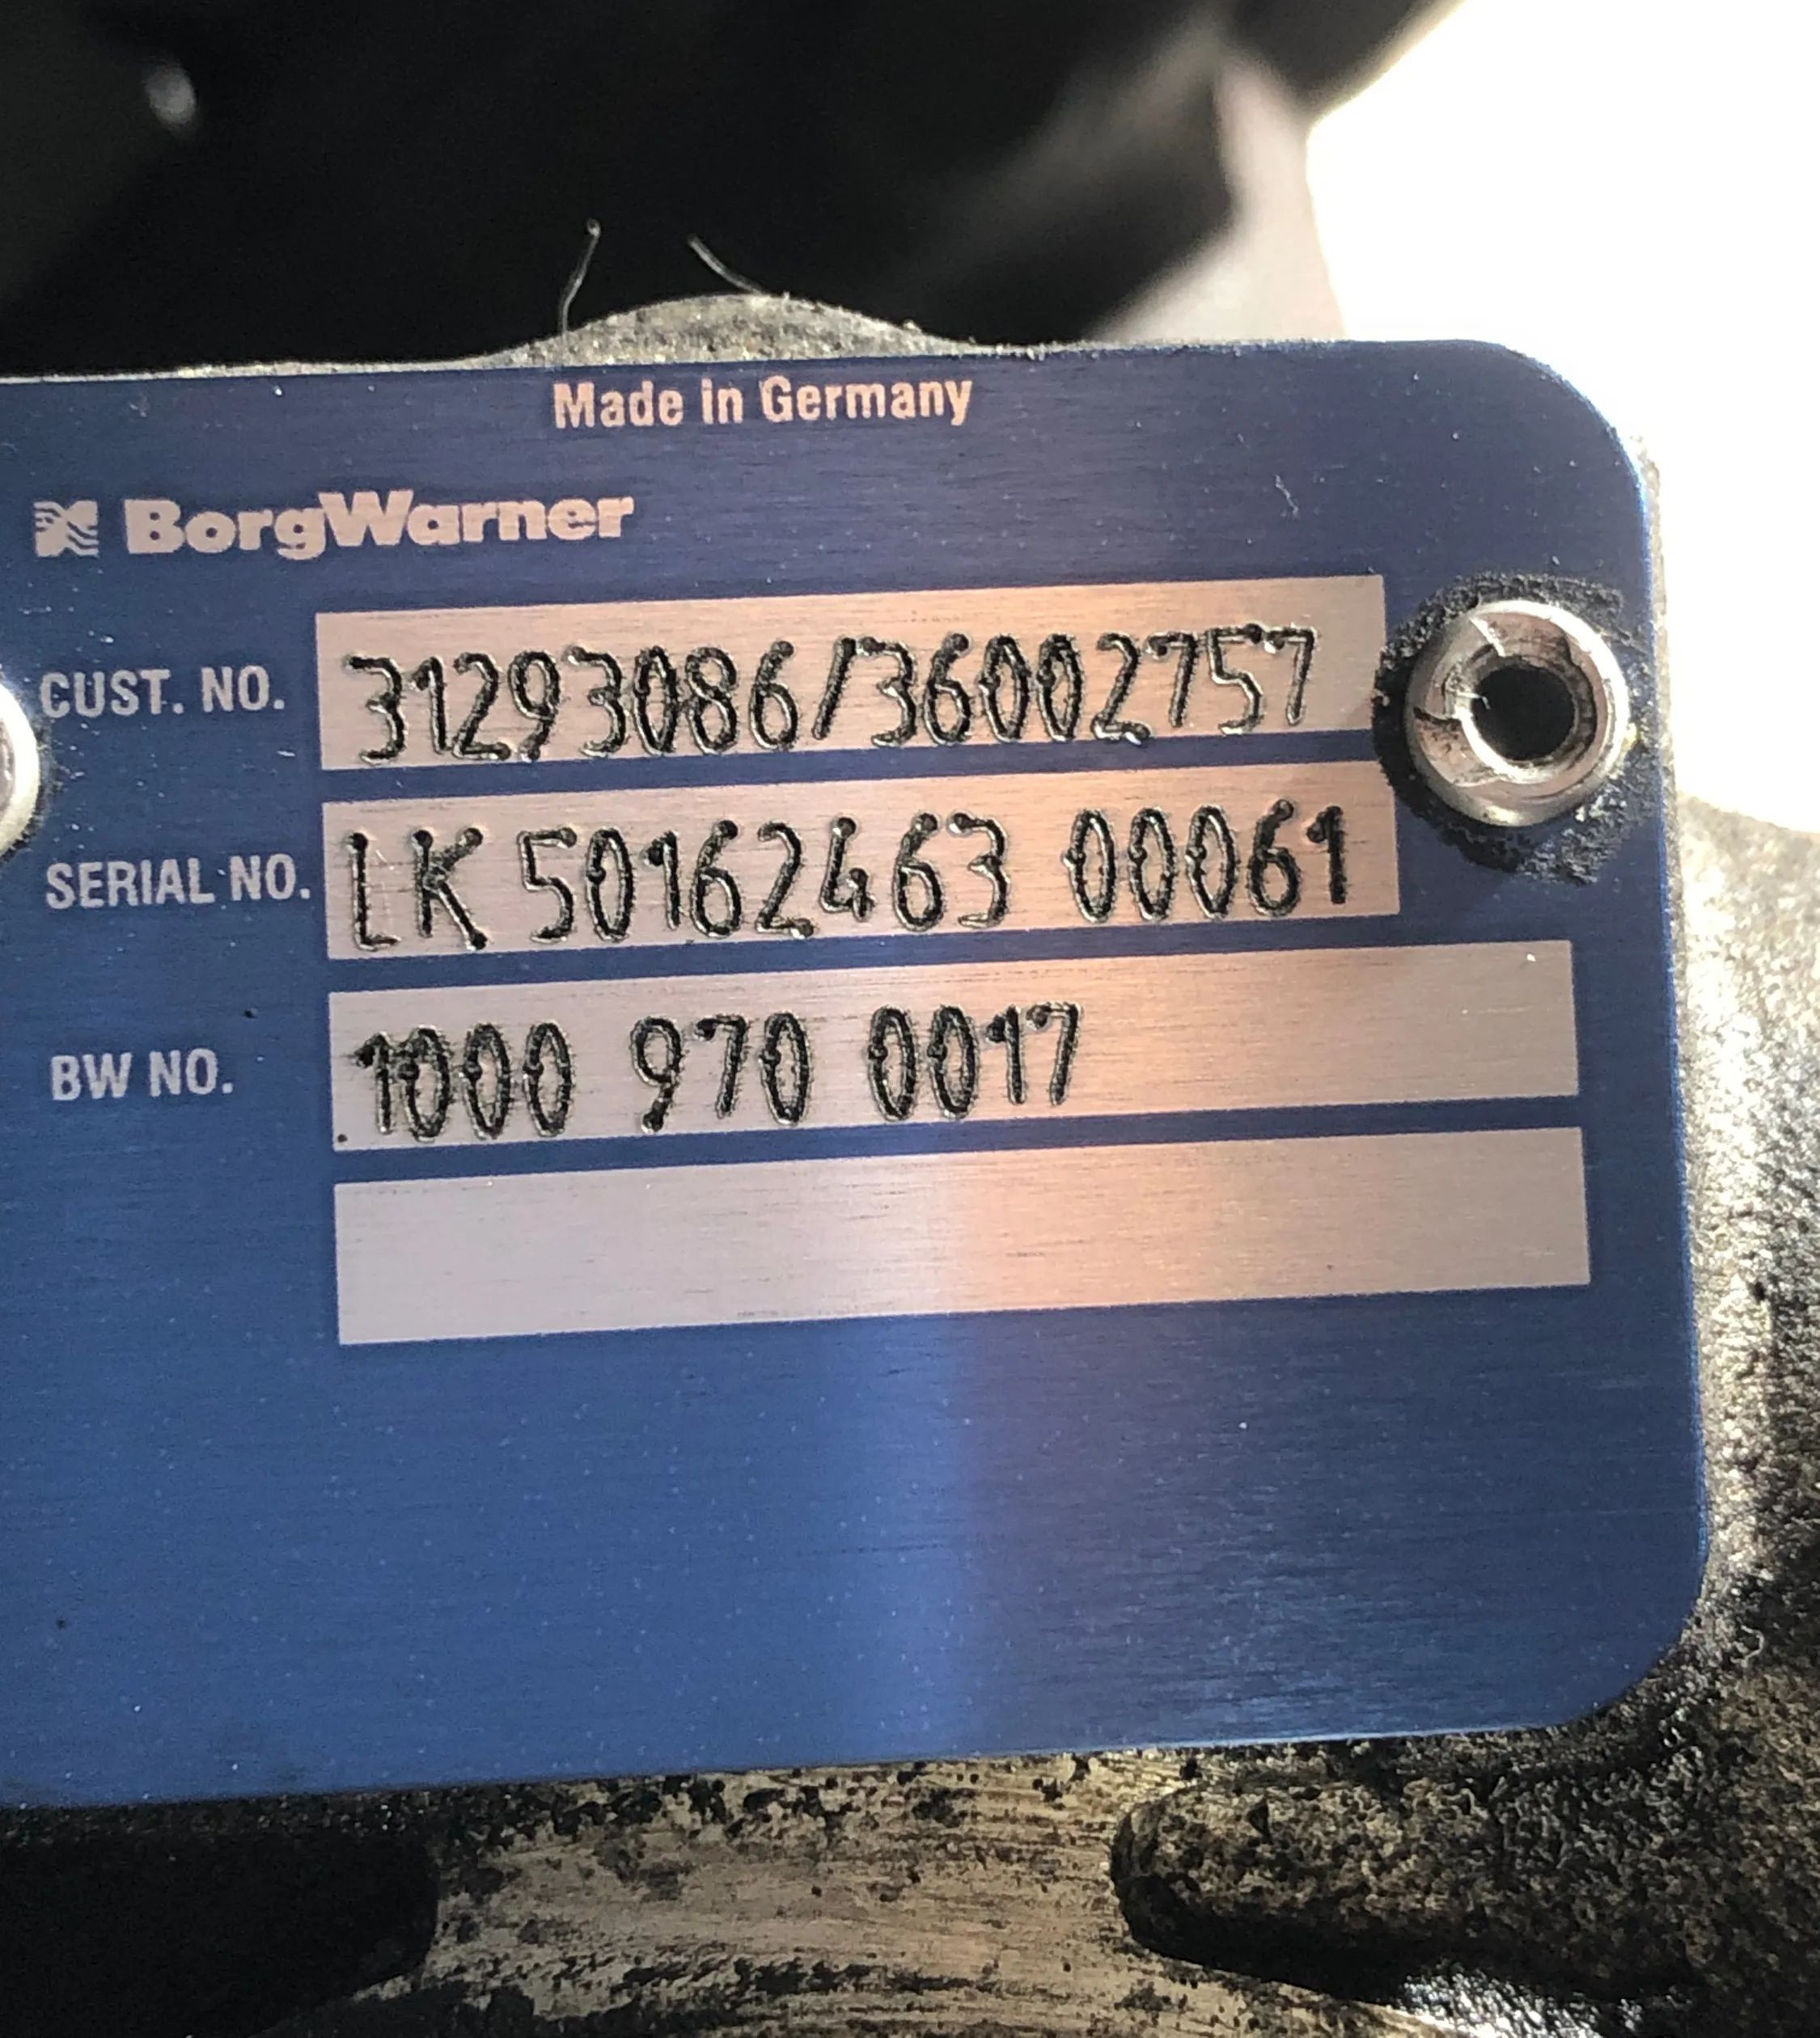 Made in Germany
BorgWarner
CUST. NO. 31293086/36002757
SERIAL NO. LK 50162463 00061
BW NO. 1000 970 0017